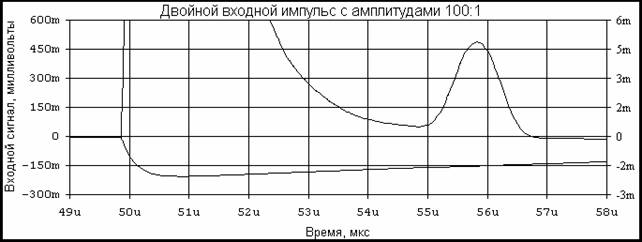 Двойной входной импульс с амплитудами 100:1
Входной сигнал, милливольты
600m 6m
450m 5m
300m 3m
150m 2m
0 0
-150m -2m
-300m -3m
49u 50u 51u 52u 53u 54u 55u 56u 57u 58u
Время, мкс